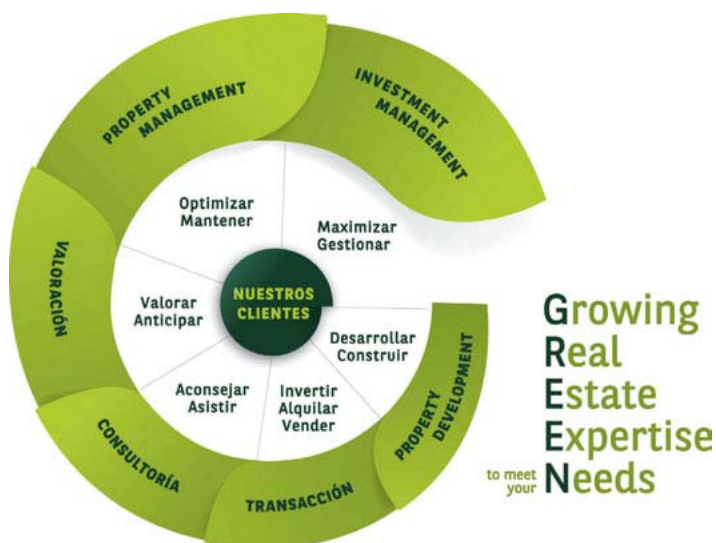 PROPERTY
MANAGEMENT
INVESTMENT
MANAGEMENT
Optimizar
Mantener
Maximizar
Gestionar
VALORACIÓN
Valorar
Anticipar
NUESTROS
CLIENTES
Desarrollar
Construir
Aconsejar
Asistir
Invertir
Alquilar
Vender
PROPERTY
DEVELOPMENT
CONSULTORÍA
TRANSACCIÓN
Growing
Real
Estate
Expertise
to meet
your
Needs